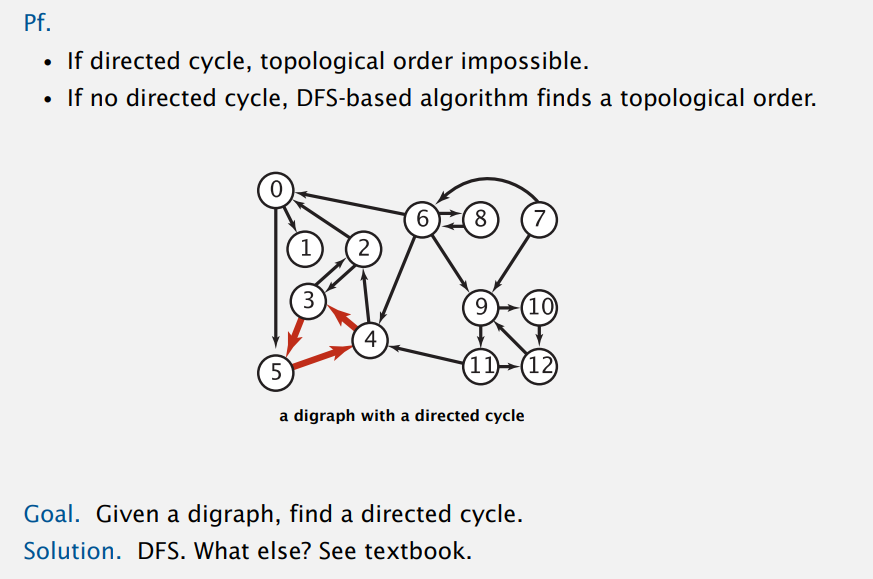 Pf.
• If directed cycle, topological order impossible.
• If no directed cycle, DFS-based algorithm finds a topological order.
0
6
8
7
1
2
3
9
10
4
5
11
12
a digraph with a directed cycle
Goal. Given a digraph, find a directed cycle.
Solution. DFS. What else? See textbook.